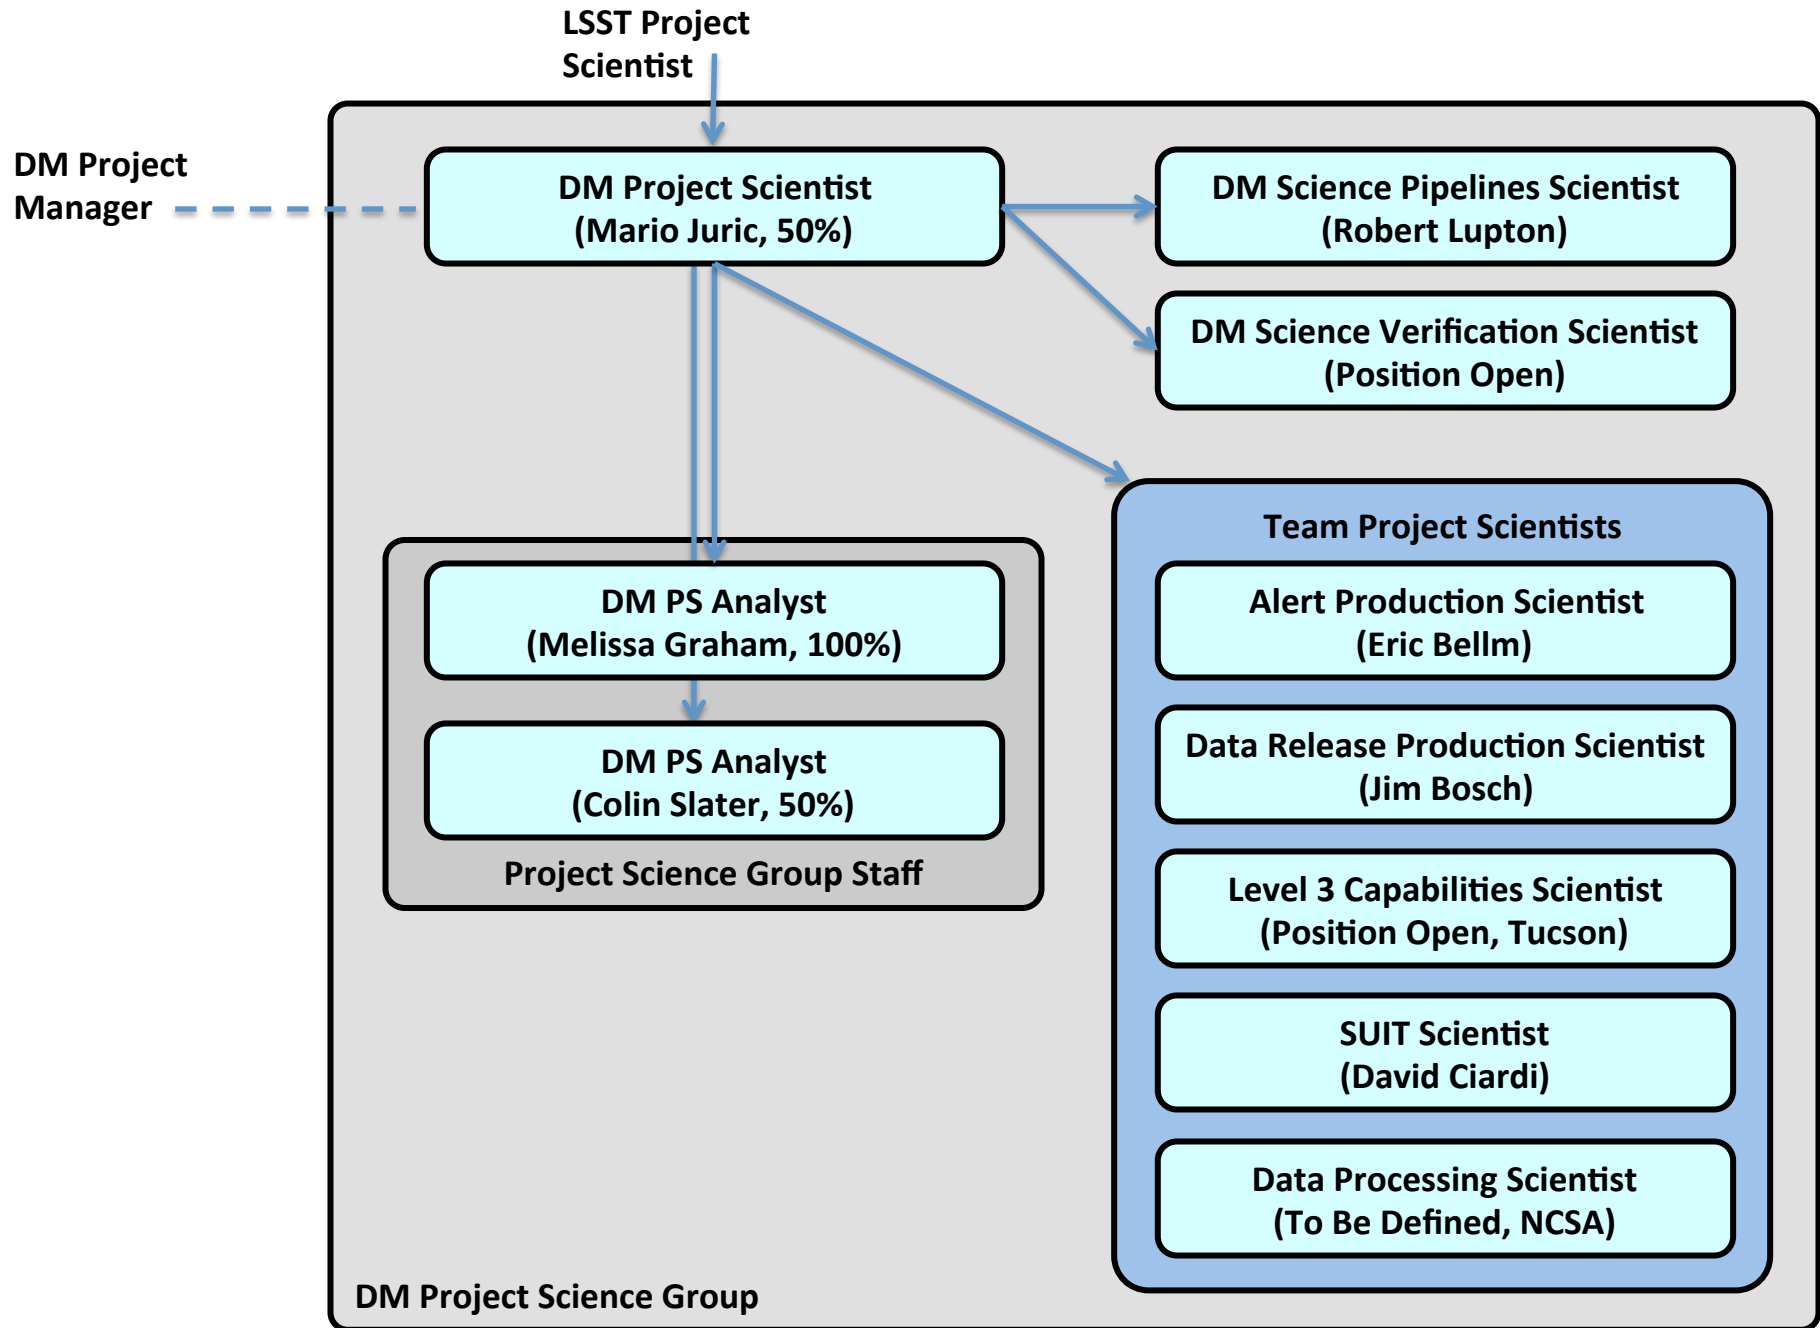 LSST Project
Scientist
DM Project
Manager
DM Project Scientist
(Mario Juric, 50%)
DM Science Pipelines Scientist
(Robert Lupton)
DM Science Verification Scientist
(Position Open)
Team Project Scientists
DM PS Analyst
(Melissa Graham, 100%)
DM PS Analyst
(Colin Slater, 50%)
Project Science Group Staff
Alert Production Scientist
(Eric Bellm)
Data Release Production Scientist
(Jim Bosch)
Level 3 Capabilities Scientist
(Position Open, Tucson)
SUIT Scientist
(David Ciardi)
Data Processing Scientist
(To Be Defined, NCSA)
DM Project Science Group